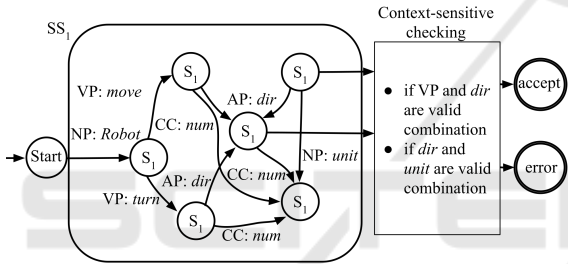 SS1
Context-sensitive
checking
S1
S1
VP: move
AP: dir
accept
CC: num
S1
NP: Robot
Start
S1
NP: unit
AP: dir
CC: num
VP: turn
S1
S1
CC: num
● if VP and dir
are valid
combination
● if dir and
unit are valid
combination
error